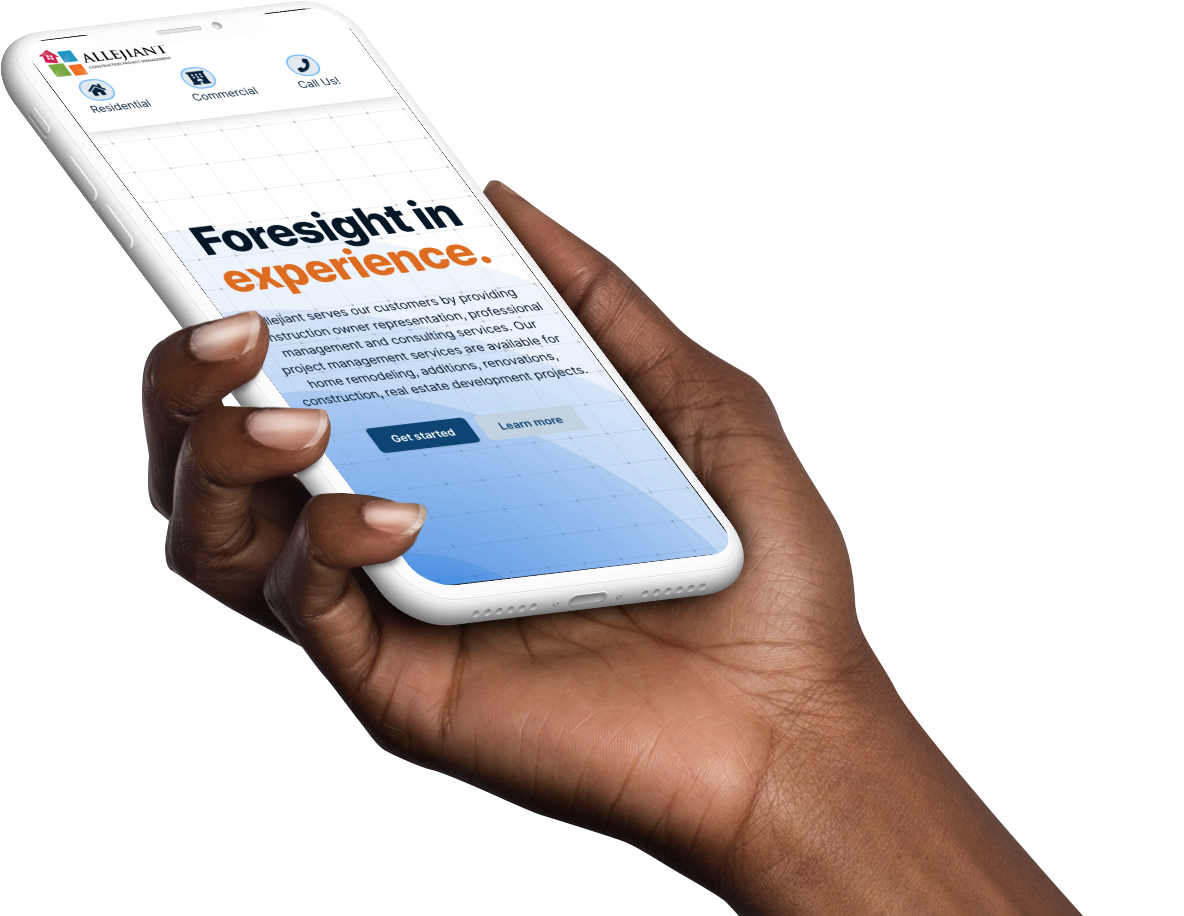 ALLEJIANT
CONSTRUCTION PROJECT MANAGEMENT
Residential
Commercial
Call Us!
Foresight in
experience.
llejiant serves our customers by providing
nstruction owner representation, professional
management and consulting services. Our
project management services are available for
home remodeling, additions, renovations,
construction, real estate development projects.
Get started
Learn more